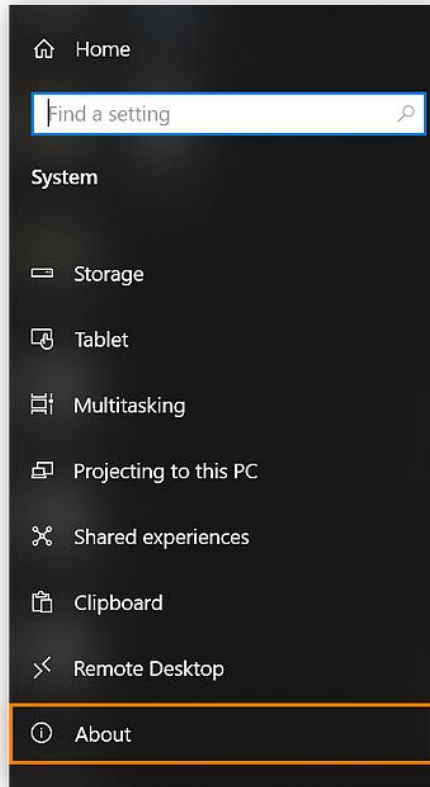 Home
Find a setting
System
Storage
Tablet
Multitasking
Projecting to this PC
Shared experiences
Clipboard
Remote Desktop
About